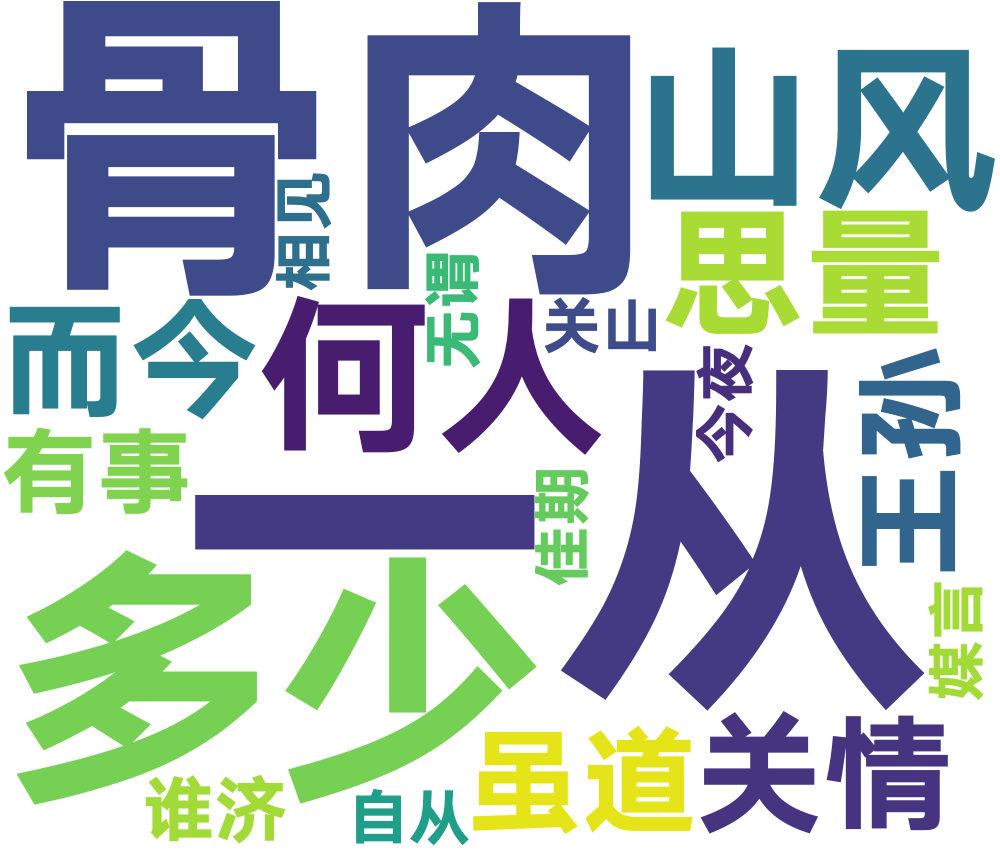 骨肉
山风
相见
思量
无谓
而今
何人
关山
今夜
王孙
有事
一从
佳期
多少
媒言
虽道
关情
谁济
自从